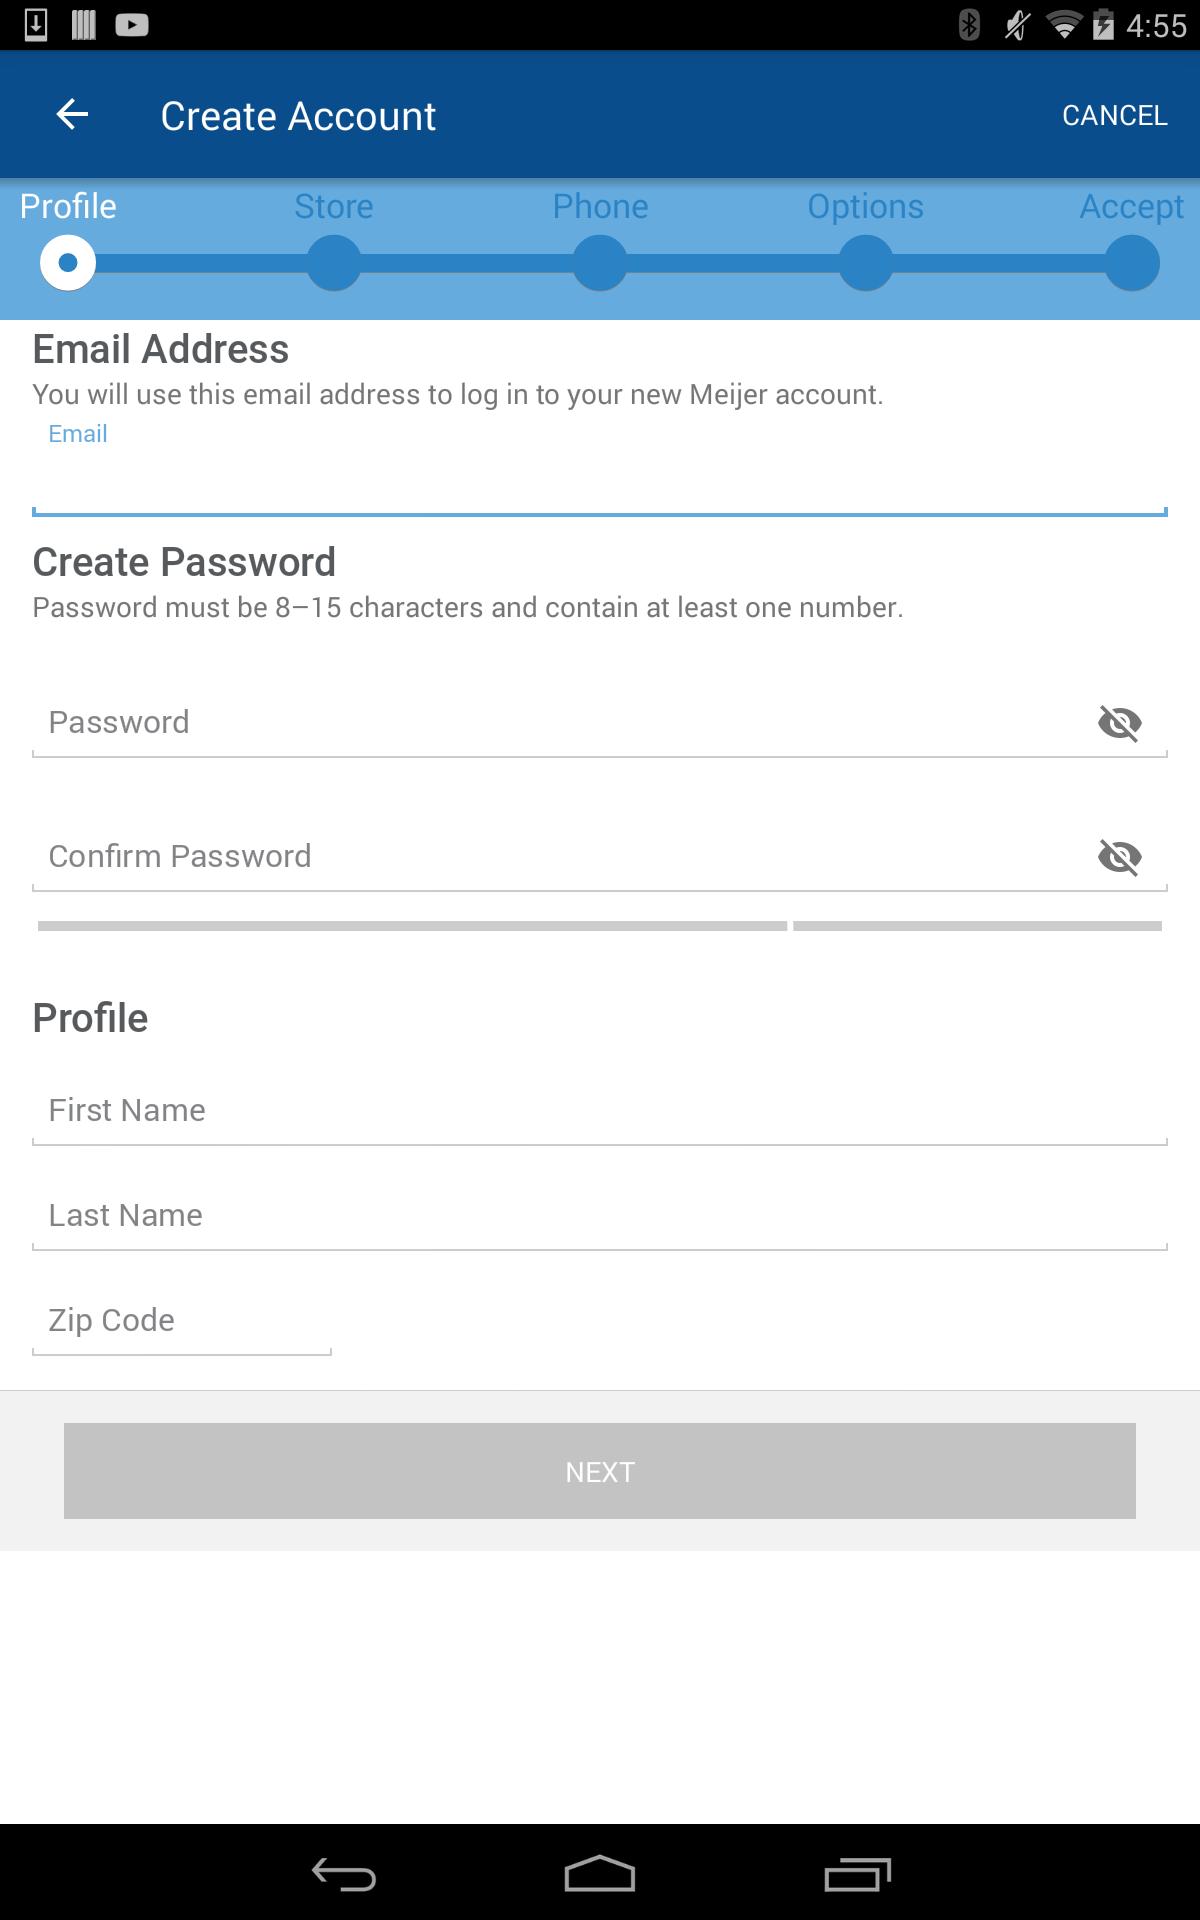 4:55
Create Account
CANCEL
Profile
Store
Phone
Options
Accept
Email Address
You will use this email address to log in to your new Meijer account.
Email
Create Password
Password must be 8–15 characters and contain at least one number.
Password
Confirm Password
Profile
First Name
Last Name
Zip Code
NEXT